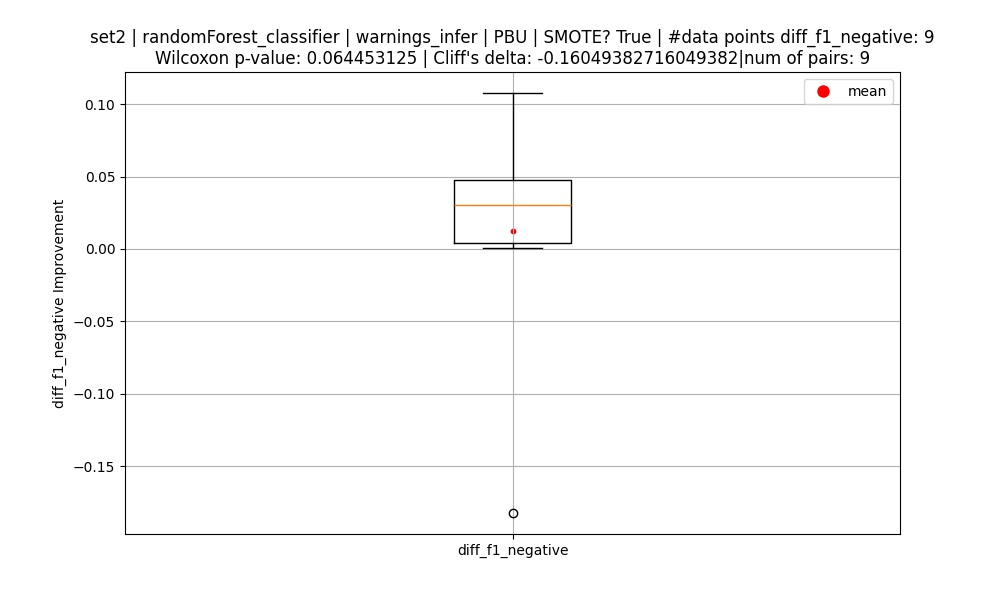 set2 | randomForest_classifier | warnings_infer | PBU | SMOTE? True | #data points diff_f1_negative: 9
Wilcoxon p-value: 0.064453125 | Cliff's delta: -0.16049382716049382|num of pairs: 9
mean
0.10
0.05
0.00
−0.05
−0.10
−0.15
diff_f1_negative Improvement
diff_f1_negative